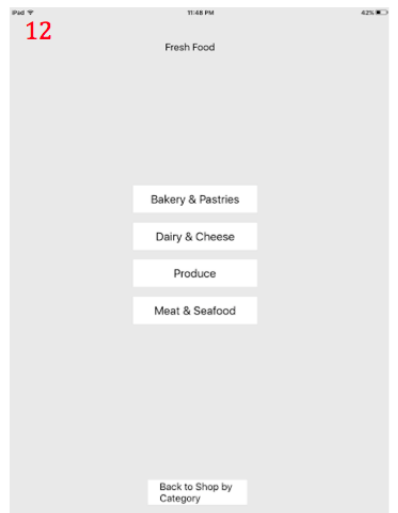 iPad 11:48 PM 42%
12
Fresh Food
Bakery & Pastries
Dairy & Cheese
Produce
Meat & Seafood
Back to Shop by
Category